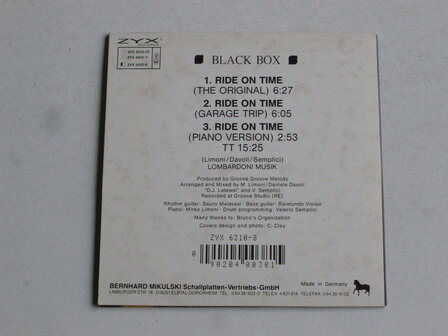 ZYX
RECORDS
ZYX 6210-12
ZYX 6210-7
ZYX 6210-8
BLACK BOX
1. RIDE ON TIME
(THE ORIGINAL) 6:27
2. RIDE ON TIME
(GARAGE TRIP) 6:05
3. RIDE ON TIME
(PIANO VERSION) 2:53
TT 15:25
(Limoni/Davoli/Semplici)
LOMBARDONI MUSIK
Produced by Groove Groove Melody
Arranged and Mixed by M. Limoni/Daniele Davoli
"D.J. Lelewel" and V. Semplici
Recorded at Groove Studio (RE)
Rhythm guitar: Sauro Malavasi · Bass guitar: Raimundo Violao
Piano: Mirko Limoni · Drum programming: Valerio Semplici
Many thanks to: Bruco's Organization
Covers design and photo: C. Clay
ZYX 6210-8
0 90204 00381
Made in Germany
BERNHARD MIKULSKI Schallplatten-Vertriebs-GmbH